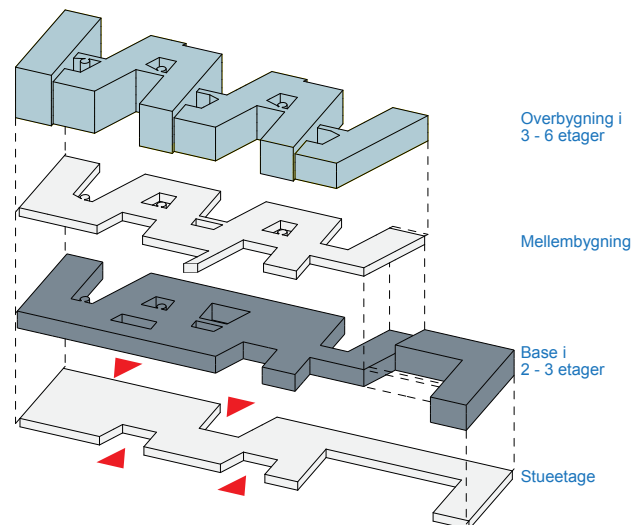 Overbygning i
3 - 6 etager
Mellembygning
Base i
2 - 3 etager
Stueetage